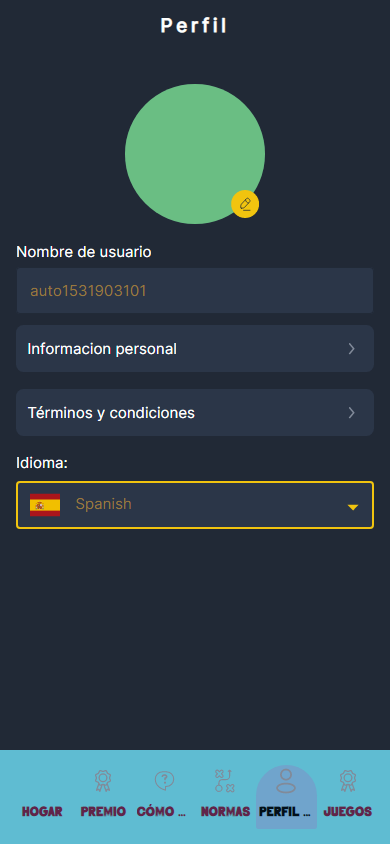 Perfil
Nombre de usuario
auto1531903101
Informacion personal
Términos y condiciones
Idioma:
Spanish
HOGAR PREMIO CÓMO ... NORMAS PERFIL ... JUEGOS